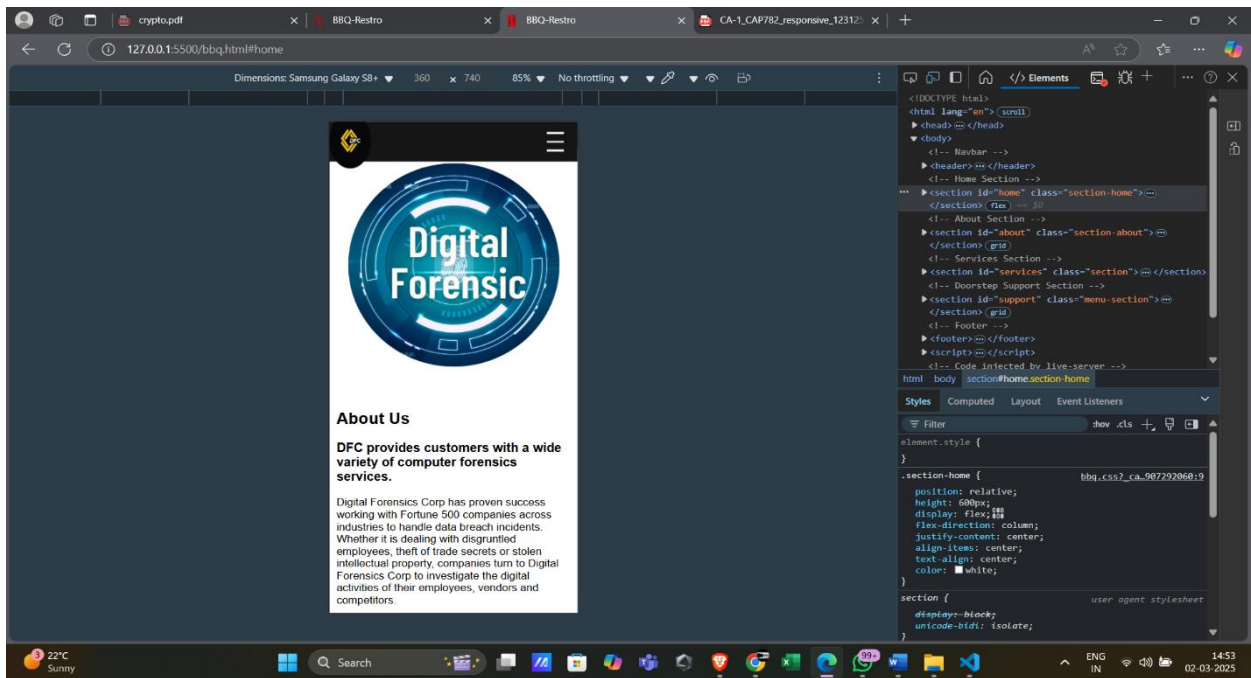 crypto.pdf
BBQ-Restro
BBQ-Restro
127.0.0.1:5500/bbq.html#home
Dimensions: Samsung Galaxy S8+ 360 x 740 85% No throttling
DFC
Digital
Forensic
About Us
DFC provides customers with a wide
variety of computer forensics
services.
Digital Forensics Corp has proven success
working with Fortune 500 companies across
industries to handle data breach incidents.
Whether it is dealing with disgruntled
employees, theft of trade secrets or stolen
intellectual property, companies turn to Digital
Forensics Corp to investigate the digital
activities of their employees, vendors and
competitors.
</> Elements
<!DOCTYPE html>
<html lang="en"> scroll
<head> </head>
<body>
<!-- Navbar -->
<header> </header>
<!-- Home Section -->
<section id="home" class="section-home">
</section> flex == $0
<!-- About Section -->
<section id="about" class="section-about">
</section> grid
<!-- Services Section -->
<section id="services" class="section"> </section>
<!-- Doorstep Support Section -->
<section id="support" class="menu-section">
</section> grid
<!-- Footer -->
<footer> </footer>
<script> </script>
<!-- Code injected by live-server -->
html body section#home.section-home
Styles Computed Layout Event Listeners
Filter :hov .cls
element.style {
}
.section-home { bbq.css?_ca…907292060:9
position: relative;
height: 600px;
display: flex;
flex-direction: column;
justify-content: center;
align-items: center;
text-align: center;
color: white;
}
section { user agent stylesheet
display: block;
unicode-bidi: isolate;
}
3
22°C
Sunny
Search
99+
ENG
IN
14:53
02-03-2025